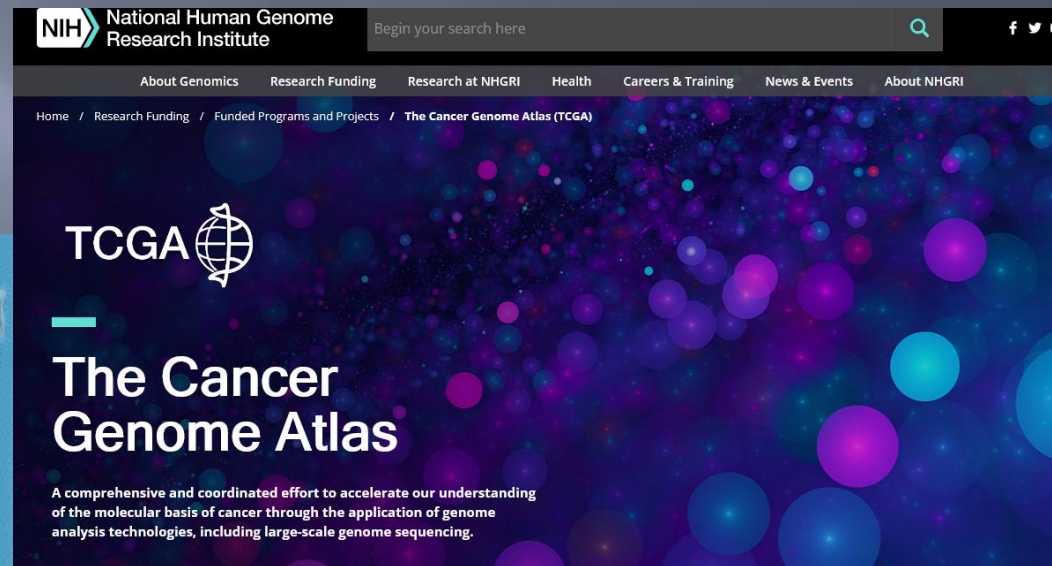 NIH
National Human Genome
Research Institute
Begin your search here
About Genomics Research Funding Research at NHGRI Health Careers & Training News & Events About NHGRI
Home / Research Funding / Funded Programs and Projects / The Cancer Genome Atlas (TCGA)
TCGA
The Cancer
Genome Atlas
A comprehensive and coordinated effort to accelerate our understanding
of the molecular basis of cancer through the application of genome
analysis technologies, including large-scale genome sequencing.